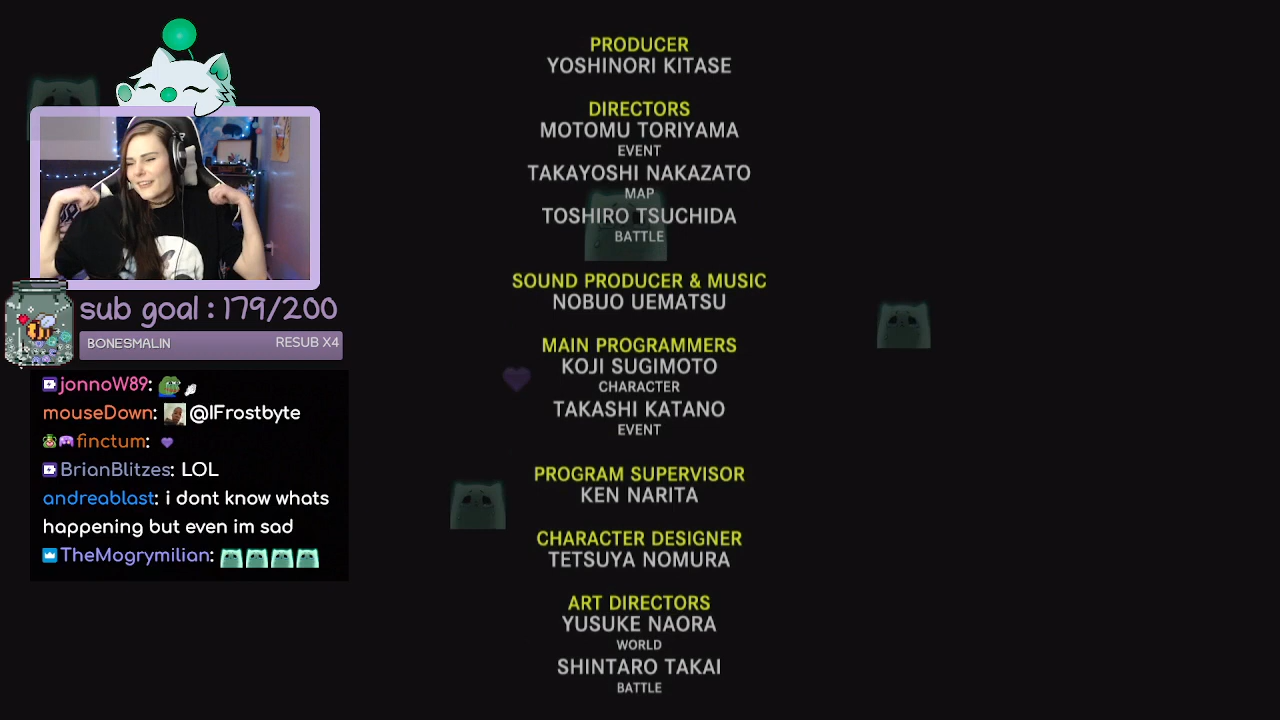 PRODUCER
YOSHINORI KITASE
DIRECTORS
MOTOMU TORIYAMA
EVENT
TAKAYOSHI NAKAZATO
MAP
TOSHIRO TSUCHIDA
BATTLE
SOUND PRODUCER & MUSIC
NOBUO UEMATSU
MAIN PROGRAMMERS
KOJI SUGIMOTO
CHARACTER
TAKASHI KATANO
EVENT
PROGRAM SUPERVISOR
KEN NARITA
CHARACTER DESIGNER
TETSUYA NOMURA
ART DIRECTORS
YUSUKE NAORA
WORLD
SHINTARO TAKAI
BATTLE
sub goal : 179/200
BONESMALIN RESUB X4
jonnoW89:
mouseDown: @IFrostbyte
finctum:
BrianBlitzes: LOL
andreablast: i dont know whats
happening but even im sad
TheMogrymilian: